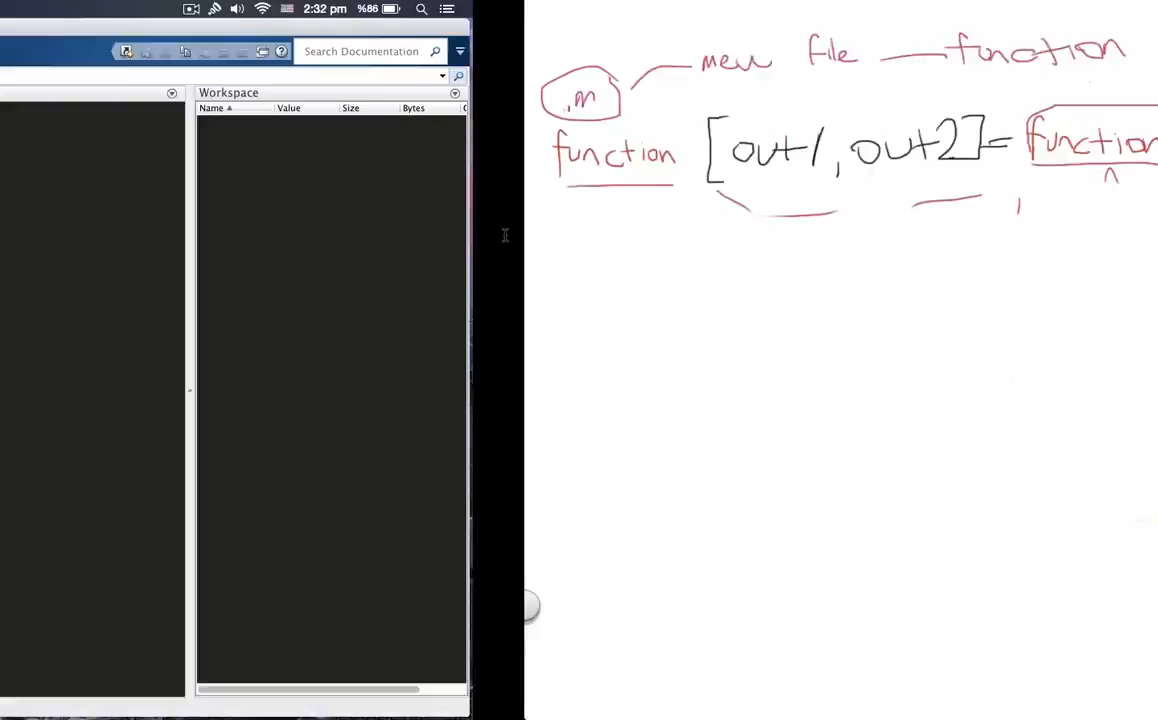 2:32 pm %86
Search Documentation
Workspace
Name Value Size Bytes C
new file function
.m
function [out1, out2]= function